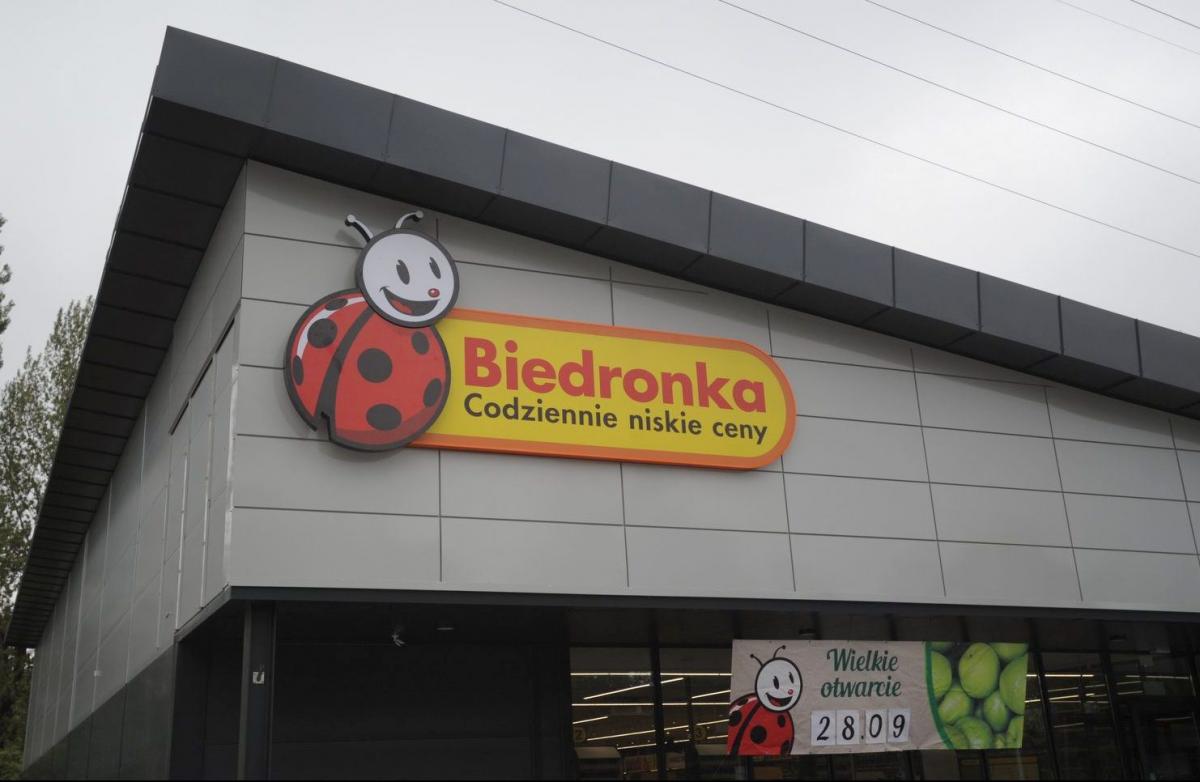 Biedronka
Codziennie niskie ceny
Wielkie
otwarcie
28.09